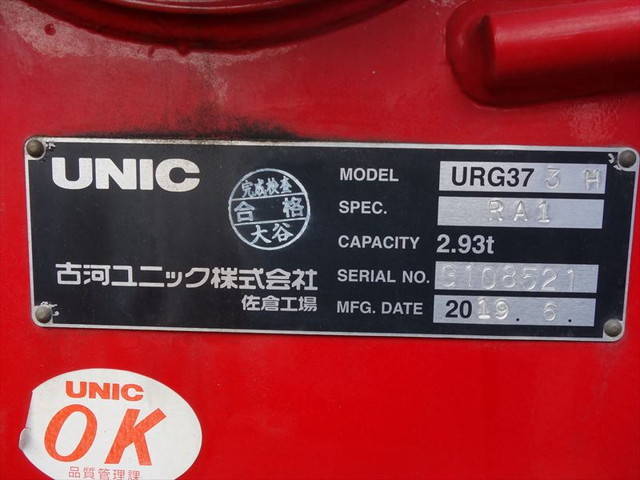 UNIC
完成検査
合格
大谷
MODEL URG37 3 H
SPEC. RA1
CAPACITY 2.93t
SERIAL NO. G108521
MFG. DATE 2019.6.
古河ユニック株式会社
佐倉工場
UNIC
OK
品質管理課